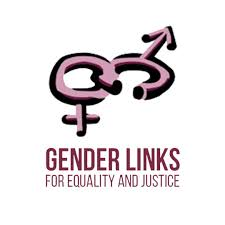 GENDER LINKS
FOR EQUALITY AND JUSTICE